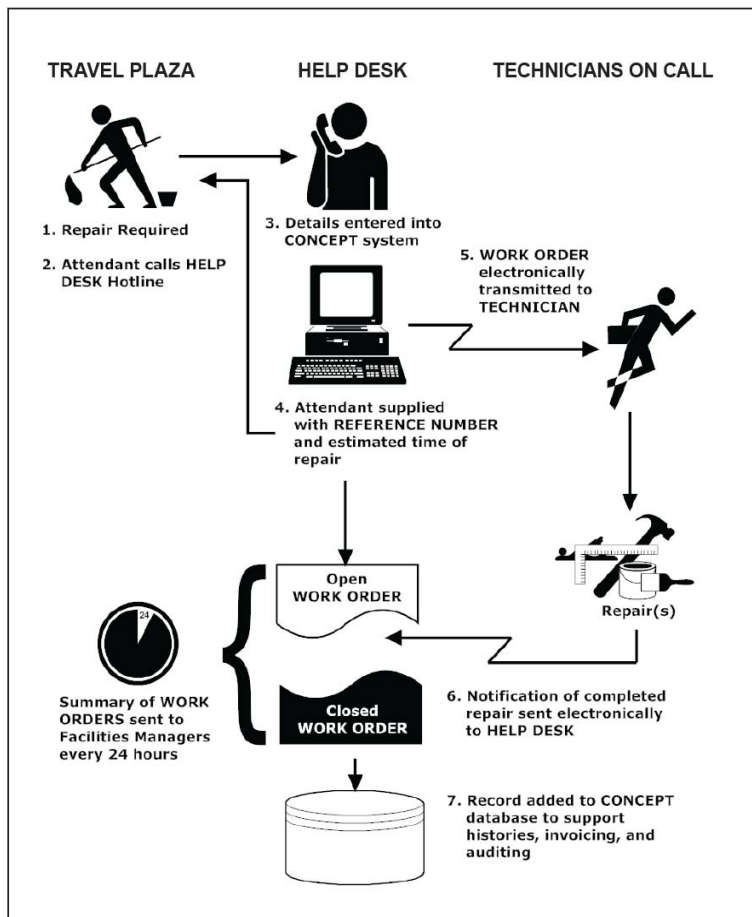 TRAVEL PLAZA
HELP DESK
TECHNICIANS ON CALL
1. Repair Required
2. Attendant calls HELP
DESK Hotline
3. Details entered into
CONCEPT system
5. WORK ORDER
electronically
transmitted to
TECHNICIAN
4. Attendant supplied
with REFERENCE NUMBER
and estimated time of
repair
Open
WORK ORDER
Repair(s)
24
Summary of WORK
ORDERS sent to
Facilities Managers
every 24 hours
Closed
WORK ORDER
6. Notification of completed
repair sent electronically
to HELP DESK
7. Record added to CONCEPT
database to support
histories, invoicing, and
auditing